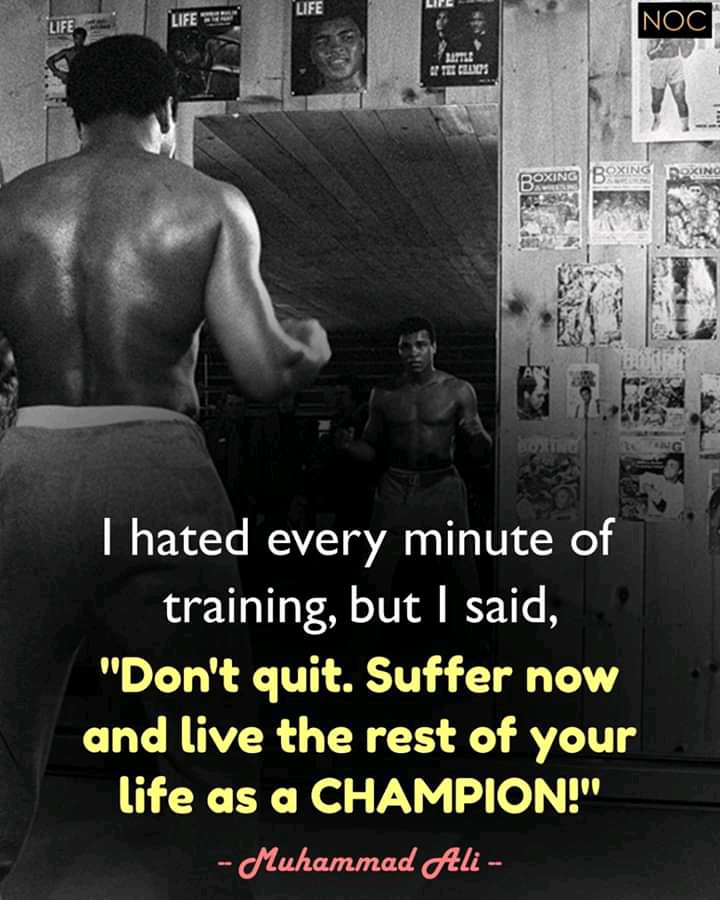 LIFE
LIFE
LIFE
LIFE
NOC
BATTLE
OF THE CHAMPS
BOXING
BOXING
BOXING
BOXING
I hated every minute of
training, but I said,
"Don't quit. Suffer now
and live the rest of your
life as a CHAMPION!"
-- Muhammad Ali --